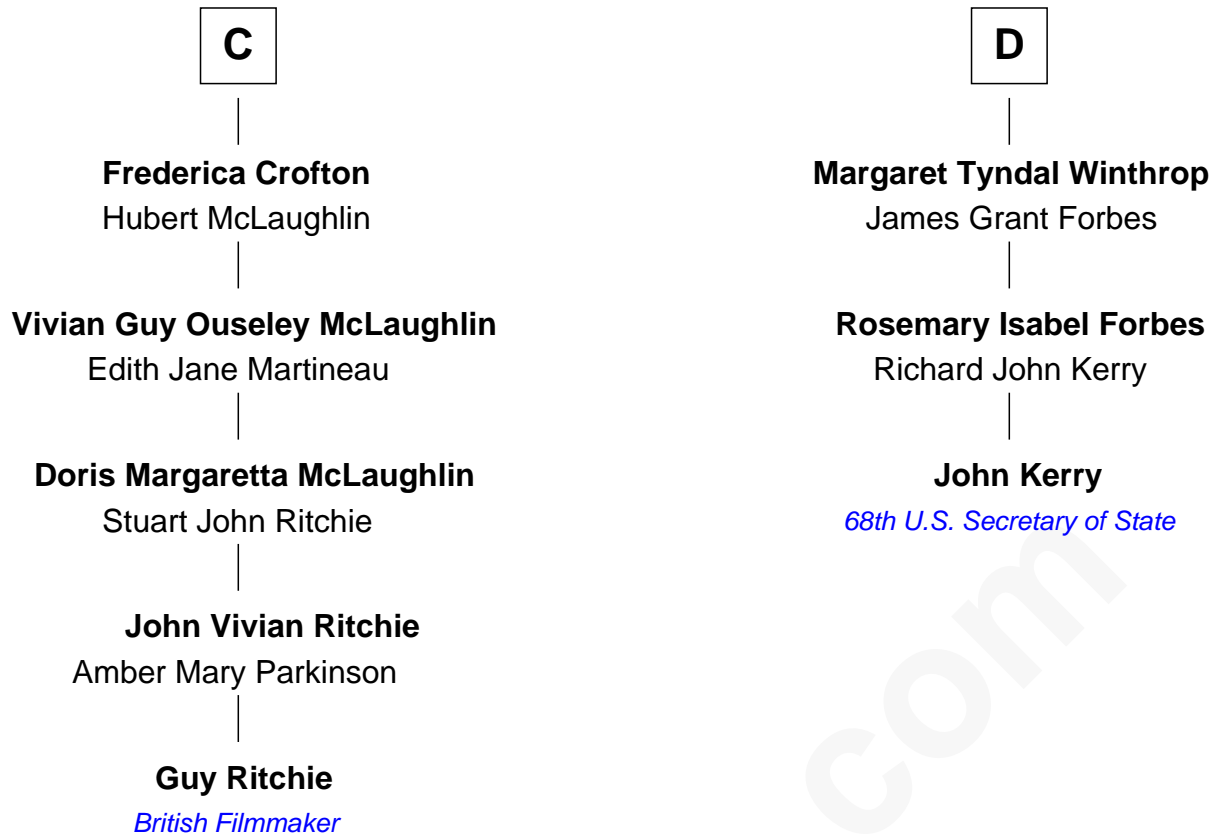 C
Frederica Crofton
Hubert McLaughlin
Vivian Guy Ouseley McLaughlin
Edith Jane Martineau
Doris Margaretta McLaughlin
Stuart John Ritchie
John Vivian Ritchie
Amber Mary Parkinson
Guy Ritchie
British Filmmaker
D
Margaret Tyndal Winthrop
James Grant Forbes
Rosemary Isabel Forbes
Richard John Kerry
John Kerry
68th U.S. Secretary of State
com